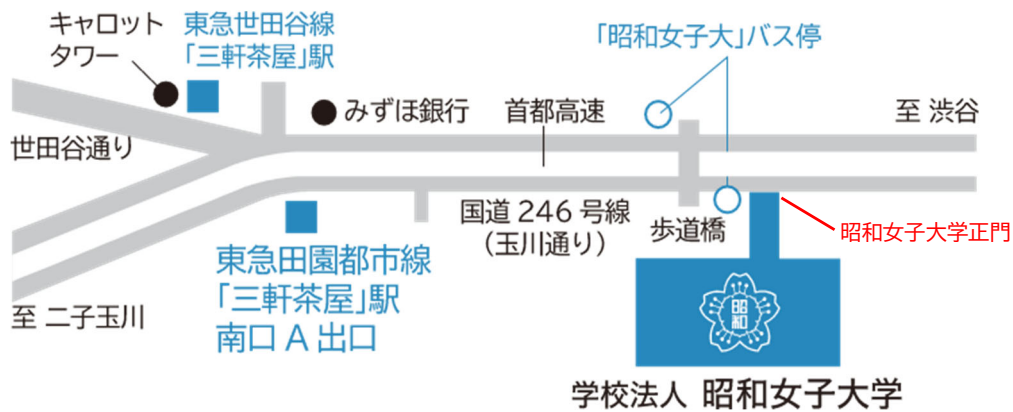 キャロット
タワー
東急世田谷線
「三軒茶屋」駅
「昭和女子大」バス停
みずほ銀行
首都高速
至 渋谷
世田谷通り
国道 246 号線
（玉川通り）
歩道橋
昭和女子大学正門
東急田園都市線
「三軒茶屋」駅
南口 A 出口
至 二子玉川
昭和
学校法人 昭和女子大学